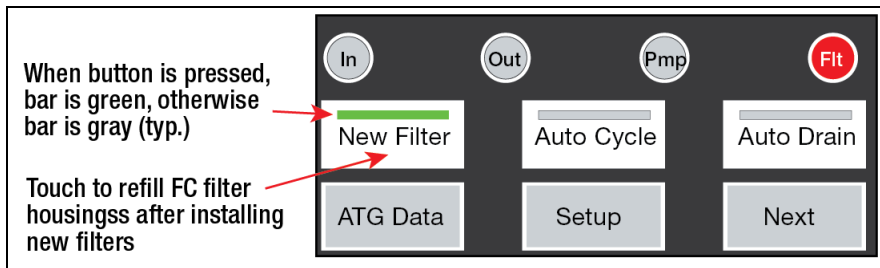 In
Out
Pmp
Flt
When button is pressed,
bar is green, otherwise
bar is gray (typ.)
New Filter
Auto Cycle
Auto Drain
Touch to refill FC filter
housingss after installing
new filters
ATG Data
Setup
Next